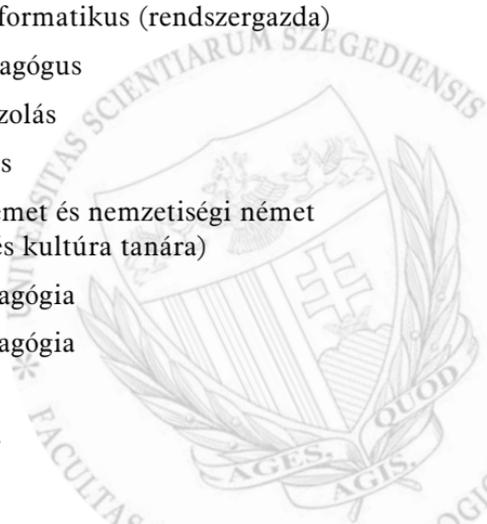 formatikus (rendszergazda)
agógus
zolás
s
émet és nemzetiségi német
és kultúra tanára)
agógia
agógia
UNIVERSITAS SCIENTIARUM SZEGEDIENSIS
FACULTAS
QUOD
AGES,
AGIS,